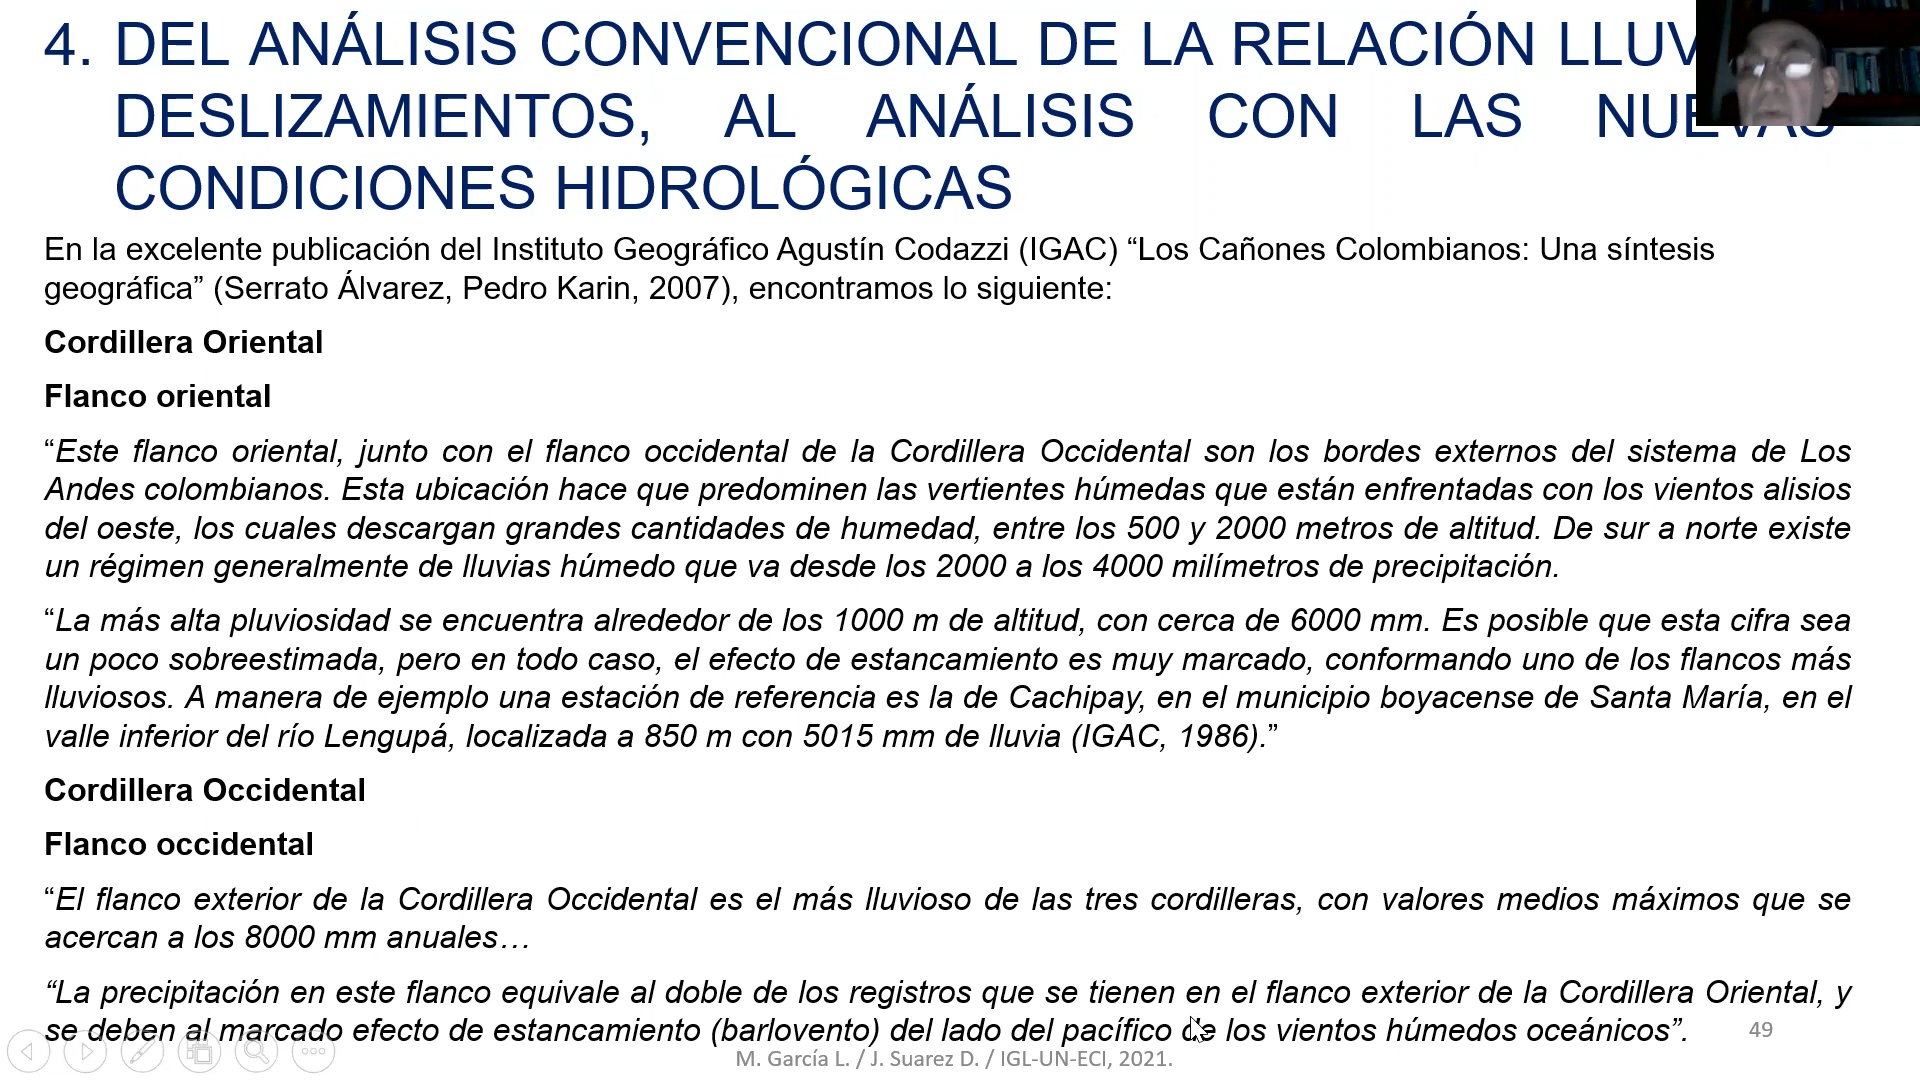 4. DEL ANÁLISIS CONVENCIONAL DE LA RELACIÓN
DESLIZAMIENTOS, AL ANÁLISIS CON LAS NUEVAS
CONDICIONES HIDROLÓGICAS
En la excelente publicación del Instituto Geográfico Agustín Codazzi (IGAC) “Los Cañones Colombianos: Una síntesis
geográfica” (Serrato Álvarez, Pedro Karin, 2007), encontramos lo siguiente:
Cordillera Oriental
Flanco oriental
“Este flanco oriental, junto con el flanco occidental de la Cordillera Occidental son los bordes externos del sistema de Los
Andes colombianos. Esta ubicación hace que predominen las vertientes húmedas que están enfrentadas con los vientos alisios
del oeste, los cuales descargan grandes cantidades de humedad, entre los 500 y 2000 metros de altitud. De sur a norte existe
un régimen generalmente de lluvias húmedo que va desde los 2000 a los 4000 milímetros de precipitación.
“La más alta pluviosidad se encuentra alrededor de los 1000 m de altitud, con cerca de 6000 mm. Es posible que esta cifra sea
un poco sobreestimada, pero en todo caso, el efecto de estancamiento es muy marcado, conformando uno de los flancos más
lluviosos. A manera de ejemplo una estación de referencia es la de Cachipay, en el municipio boyacense de Santa María, en el
valle inferior del río Lengupá, localizada a 850 m con 5015 mm de lluvia (IGAC, 1986).”
Cordillera Occidental
Flanco occidental
“El flanco exterior de la Cordillera Occidental es el más lluvioso de las tres cordilleras, con valores medios máximos que se
acercan a los 8000 mm anuales…
“La precipitación en este flanco equivale al doble de los registros que se tienen en el flanco exterior de la Cordillera Oriental, y
se deben al marcado efecto de estancamiento (barlovento) del lado del pacífico de los vientos húmedos oceánicos”.
49
M. García L. / J. Suarez D. / IGL-UN-ECI, 2021.